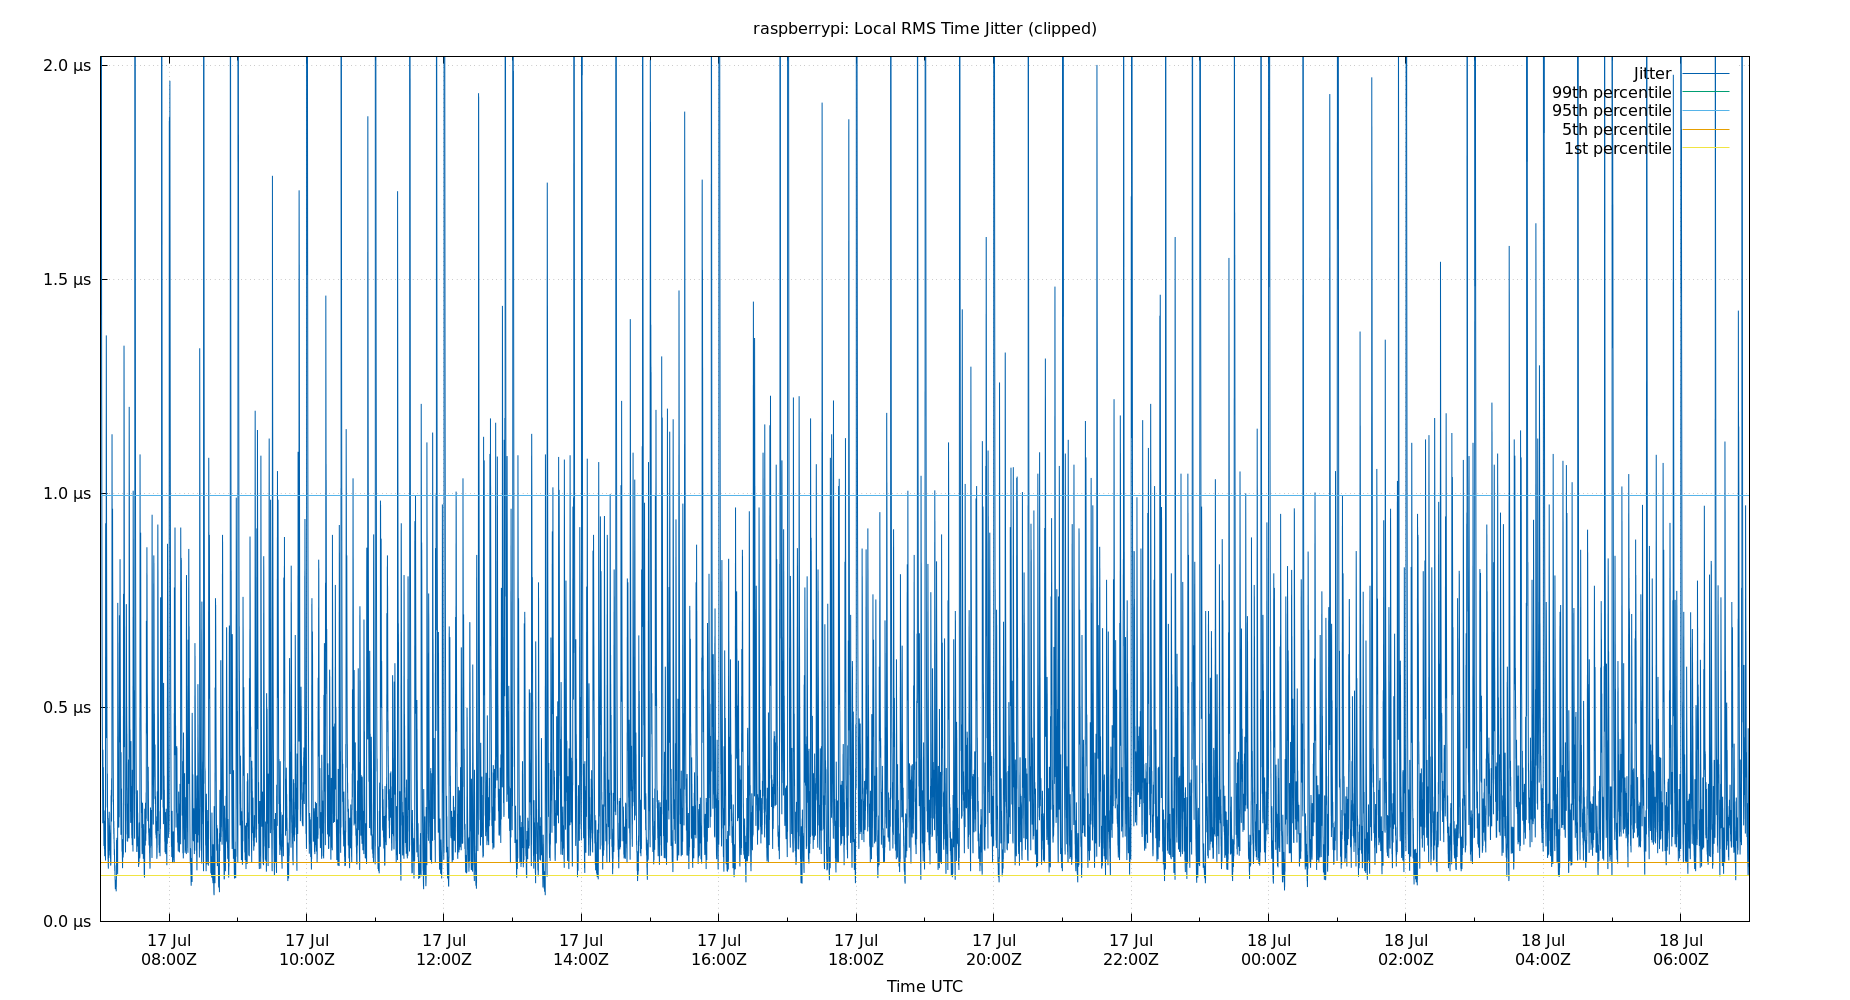 raspberrypi: Local RMS Time Jitter (clipped)
2.0 µs
1.5 µs
1.0 µs
0.5 µs
0.0 µs
Jitter
99th percentile
95th percentile
5th percentile
1st percentile
17 Jul 17 Jul 17 Jul 17 Jul 17 Jul 17 Jul 17 Jul 17 Jul 18 Jul 18 Jul 18 Jul 18 Jul
08:00Z 10:00Z 12:00Z 14:00Z 16:00Z 18:00Z 20:00Z 22:00Z 00:00Z 02:00Z 04:00Z 06:00Z
Time UTC